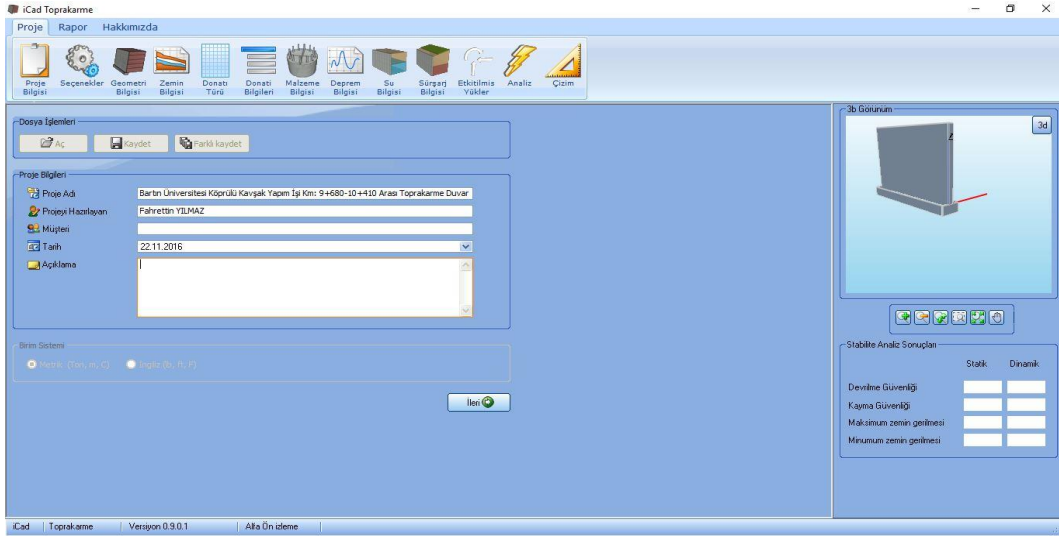 iCad Toprakarme
Proje Rapor Hakkımızda
Proje Bilgisi
Seçenekler
Geometri Bilgisi
Zemin Bilgisi
Donatı Türü
Donatı Bilgileri
Malzeme Bilgisi
Deprem Bilgisi
Su Bilgisi
Sürşarj Bilgisi
Etkitilmiş Yükler
Analiz
Çizim
Dosya İşlemleri
Aç Kaydet Farklı kaydet
Proje Bilgileri
Proje Adı Bartın Üniversitesi Köprülü Kavşak Yapım İşi Km: 9+680-10+410 Arası Toprakarme Duvar
Projeyi Hazırlayan Fahrettin YILMAZ
Müşteri
Tarih 22.11.2016
Açıklama
Birim Sistemi
Metrik (Ton, m, C) İngiliz (lb, ft, F)
İleri
3b Görünüm
3d
Stabilite Analiz Sonuçları
Statik Dinamik
Devrilme Güvenliği
Kayma Güvenliği
Maksimum zemin gerilmesi
Minumum zemin gerilmesi
iCad Toprakarme Versiyon 0.9.0.1 Alfa Ön izleme